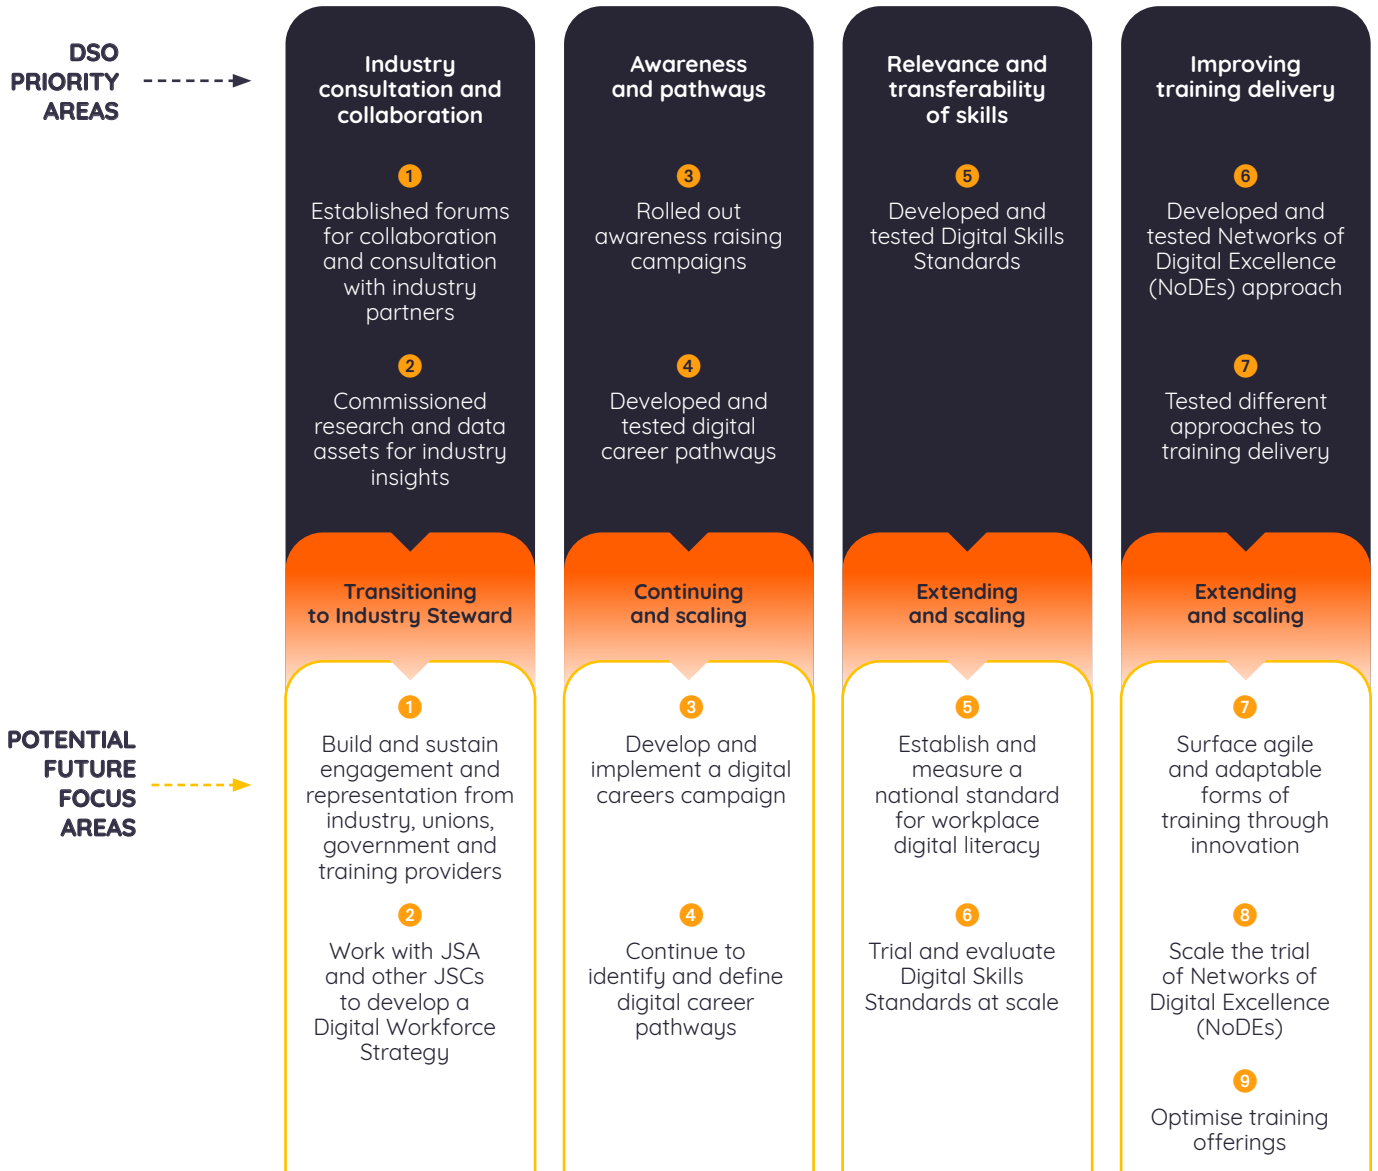 DSO
PRIORITY
AREAS
Industry
consultation and
collaboration
1
Established forums
for collaboration
and consultation
with industry
partners
2
Commissioned
research and data
assets for industry
insights
Awareness
and pathways
3
Rolled out
awareness raising
campaigns
4
Developed and
tested digital
career pathways
Relevance and
transferability
of skills
5
Developed and
tested Digital Skills
Standards
Improving
training delivery
6
Developed and
tested Networks of
Digital Excellence
(NoDEs) approach
7
Tested different
approaches to
training delivery
Transitioning
to Industry Steward
Continuing
and scaling
Extending
and scaling
Extending
and scaling
POTENTIAL
FUTURE
FOCUS
AREAS
1
Build and sustain
engagement and
representation from
industry, unions,
government and
training providers
2
Work with JSA
and other JSCs
to develop a
Digital Workforce
Strategy
3
Develop and
implement a digital
careers campaign
4
Continue to
identify and define
digital career
pathways
5
Establish and
measure a
national standard
for workplace
digital literacy
6
Trial and evaluate
Digital Skills
Standards at scale
7
Surface agile
and adaptable
forms of
training through
innovation
8
Scale the trial
of Networks of
Digital Excellence
(NoDEs)
9
Optimise training
offerings